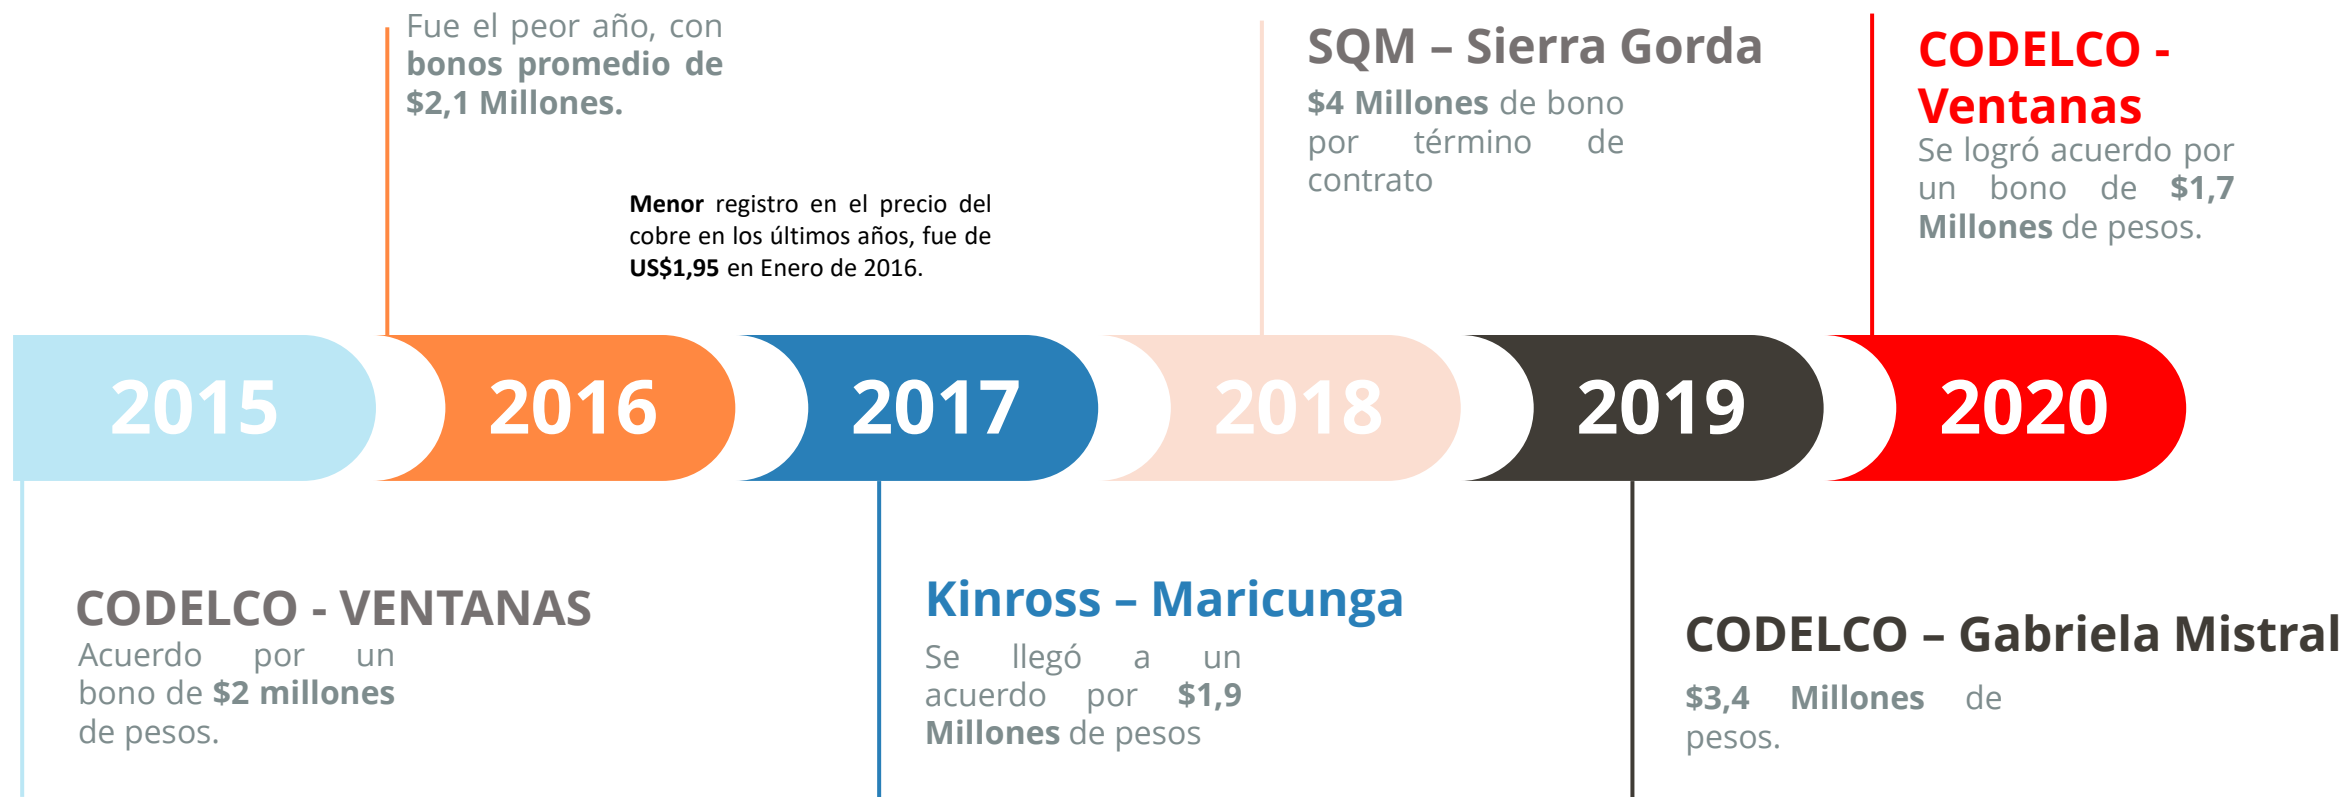 Fue el peor año, con
bonos promedio de
$2,1 Millones.
Menor registro en el precio del
cobre en los últimos años, fue de
US$1,95 en Enero de 2016.
SQM – Sierra Gorda
$4 Millones de bono
por término de
contrato
CODELCO -
Ventanas
Se logró acuerdo por
un bono de $1,7
Millones de pesos.
2015
2016
2017
2018
2019
2020
CODELCO - VENTANAS
Acuerdo por un
bono de $2 millones
de pesos.
Kinross – Maricunga
Se llegó a un
acuerdo por $1,9
Millones de pesos
CODELCO – Gabriela Mistral
$3,4 Millones de
pesos.